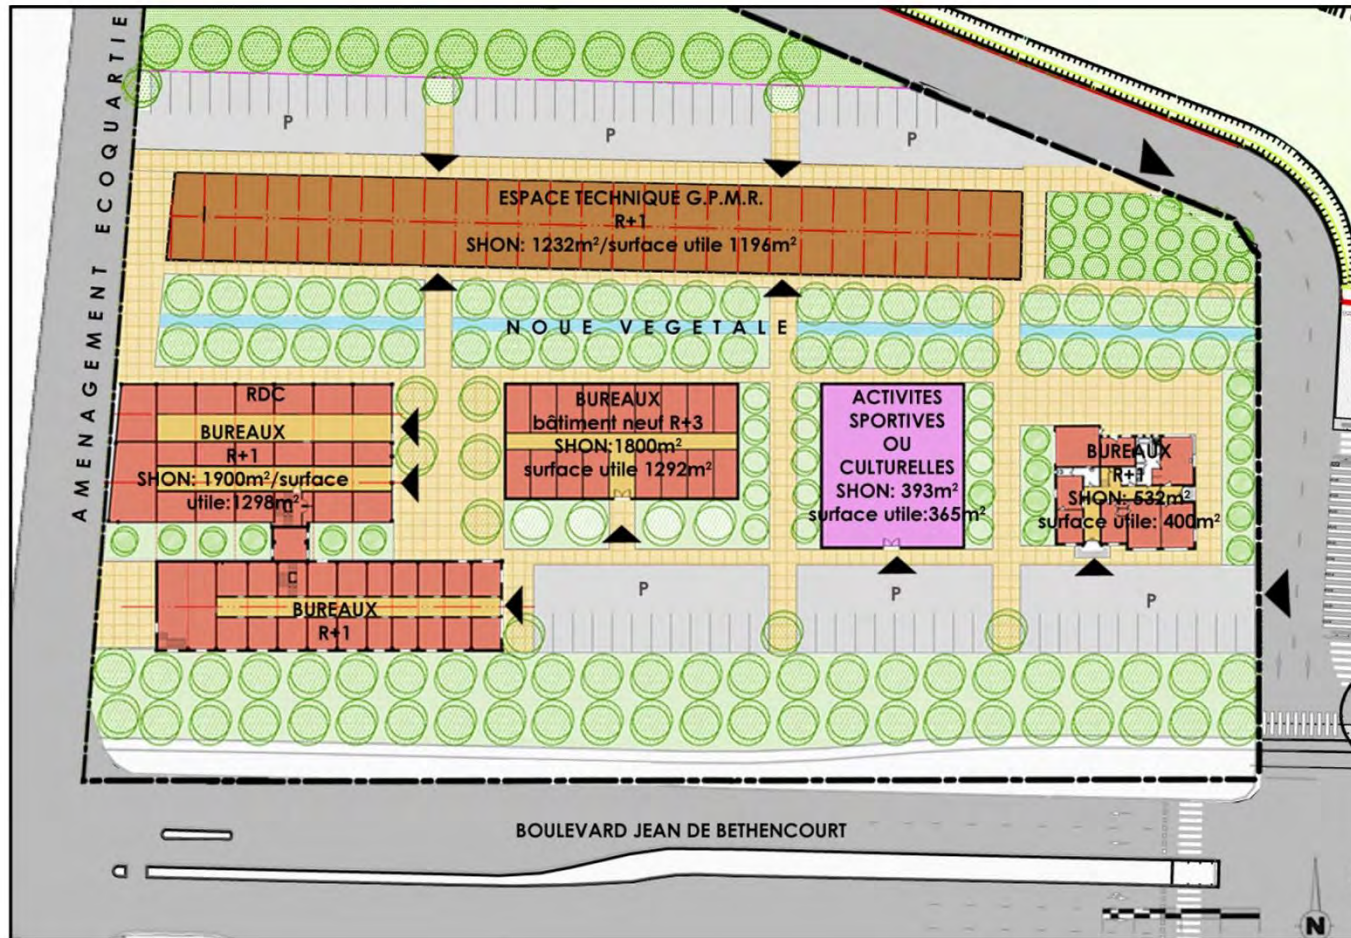 AMENAGEMENT ECOQUARTIE
P
P
P
ESPACE TECHNIQUE G.P.M.R.
R+1
SHON: 1232m²/surface utile 1196m²
NOUE VEGETALE
RDC
BUREAUX
R+1
SHON: 1900m²/surface
utile:1298m²
BUREAUX
bâtiment neuf R+3
SHON:1800m²
surface utile 1292m²
ACTIVITES
SPORTIVES
OU
CULTURELLES
SHON: 393m²
surface utile:365m²
BUREAUX
R+1
SHON: 532m²
surface utile: 400m²
BUREAUX
R+1
P
P
P
BOULEVARD JEAN DE BETHENCOURT
N